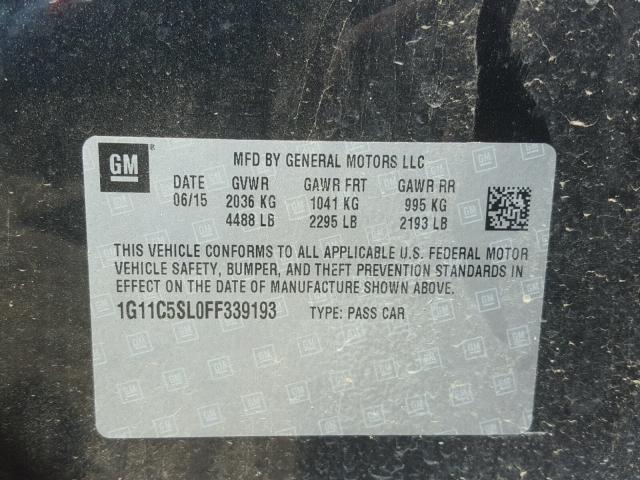 GM ® MFD BY GENERAL MOTORS LLC
DATE GVWR GAWR FRT GAWR RR
06/15 2036 KG 1041 KG 995 KG
4488 LB 2295 LB 2193 LB
THIS VEHICLE CONFORMS TO ALL APPLICABLE U.S. FEDERAL MOTOR
VEHICLE SAFETY, BUMPER, AND THEFT PREVENTION STANDARDS IN
EFFECT ON THE DATE OF MANUFACTURE SHOWN ABOVE.
1G11C5SL0FF339193 TYPE: PASS CAR